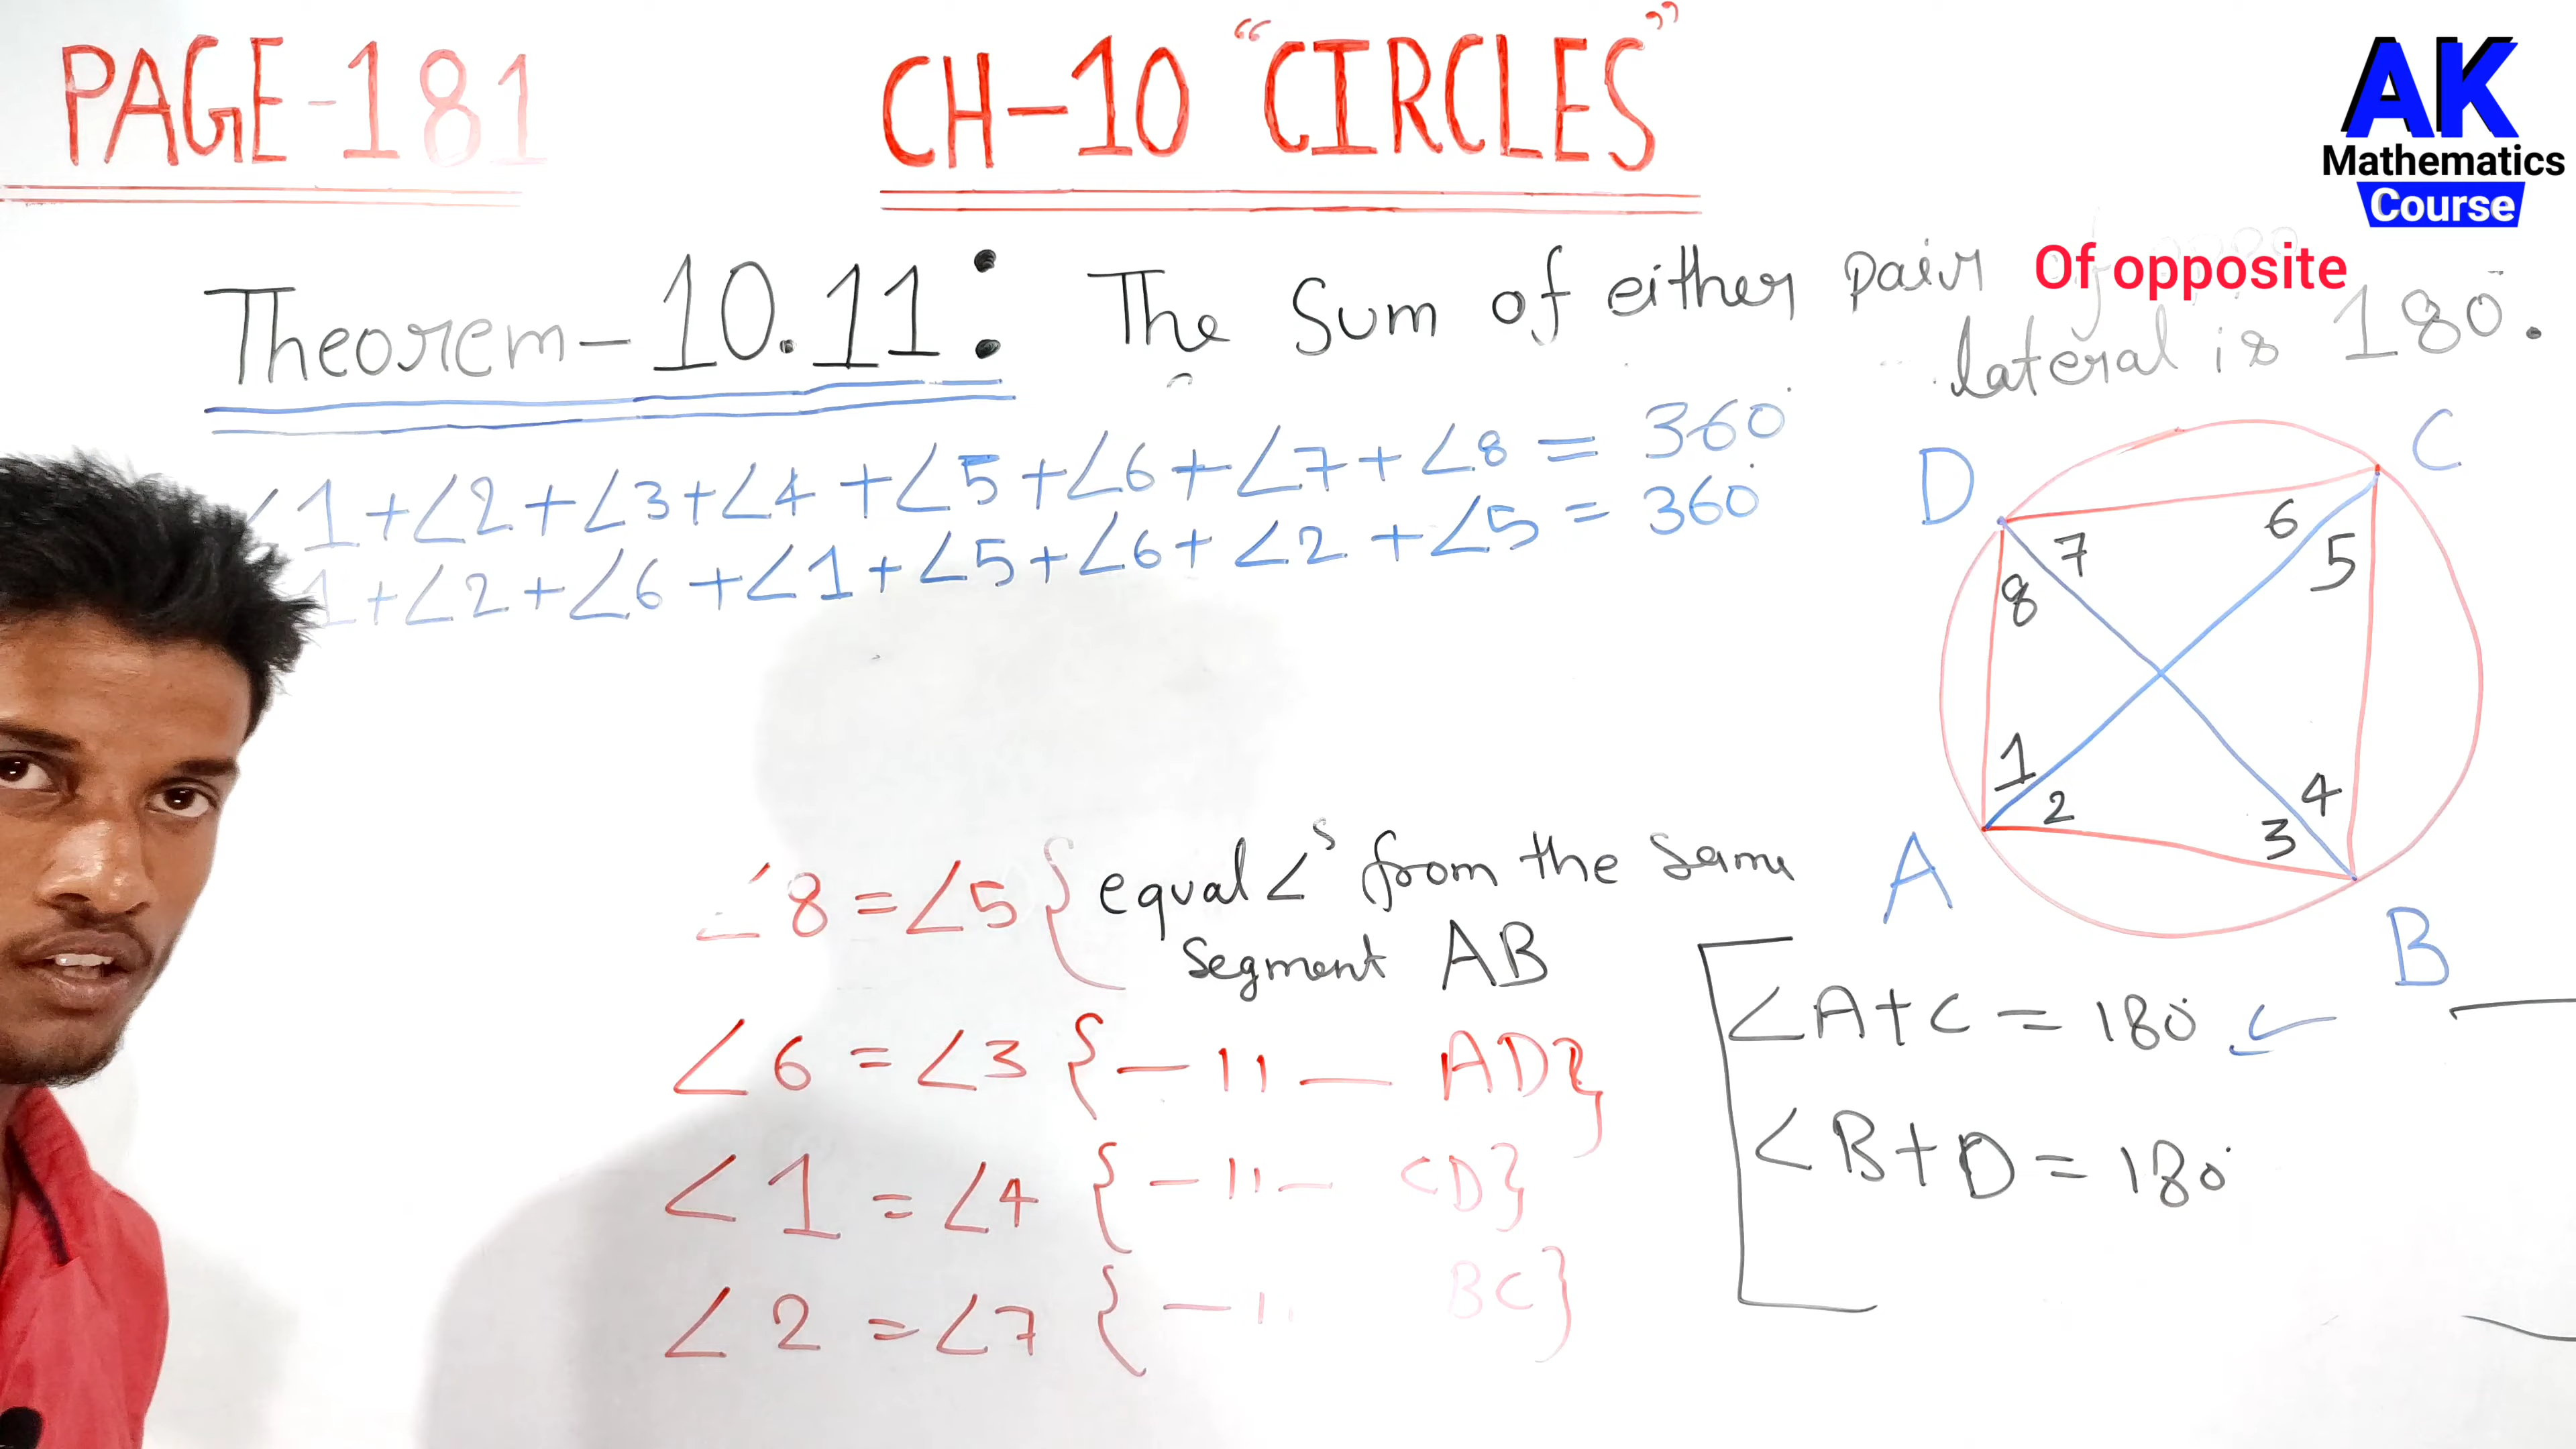 PAGE-181
CH-10 "CIRCLES"
AK
Mathematics
Course
Theorem-10.11: The Sum of either pair Of opposite
lateral is 180°.
∠1+∠2+∠3+∠4+∠5+∠6+∠7+∠8 = 360°
1+∠2+∠6+∠1+∠5+∠6+∠2+∠5 = 360°
D
C
7
6
8
5
1
2
4
3
A
B
∠8 = ∠5 { equal ∠s from the Same
Segment AB
∠6 = ∠3 { —11— AD}
∠1 = ∠4 { —11— CD}
∠2 = ∠7 { —11 BC}
∠A+C = 180° ✓
∠B+D = 180°